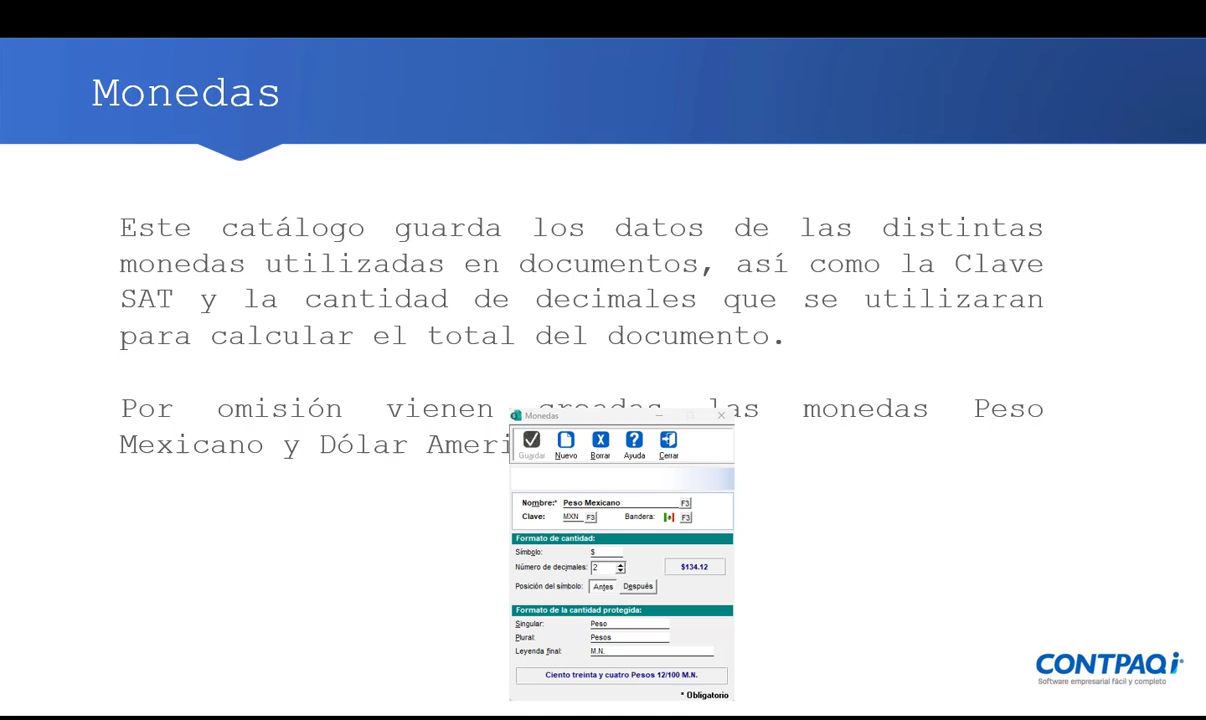 Monedas
Este catálogo guarda los datos de las distintas
monedas utilizadas en documentos, así como la Clave
SAT y la cantidad de decimales que se utilizaran
para calcular el total del documento.
Por omisión vienen creadas las monedas Peso
Mexicano y Dólar Ameri
Monedas
Guardar Nuevo Borrar Ayuda Cerrar
Nombre:* Peso Mexicano F3
Clave: MXN F3 Bandera: F3
Formato de cantidad:
Símbolo: $
Número de decimales: 2 $134.12
Posición del símbolo: Antes Después
Formato de la cantidad protegida:
Singular: Peso
Plural: Pesos
Leyenda final: M.N.
Ciento treinta y cuatro Pesos 12/100 M.N.
* Obligatorio
CONTPAQi
Software empresarial fácil y completo